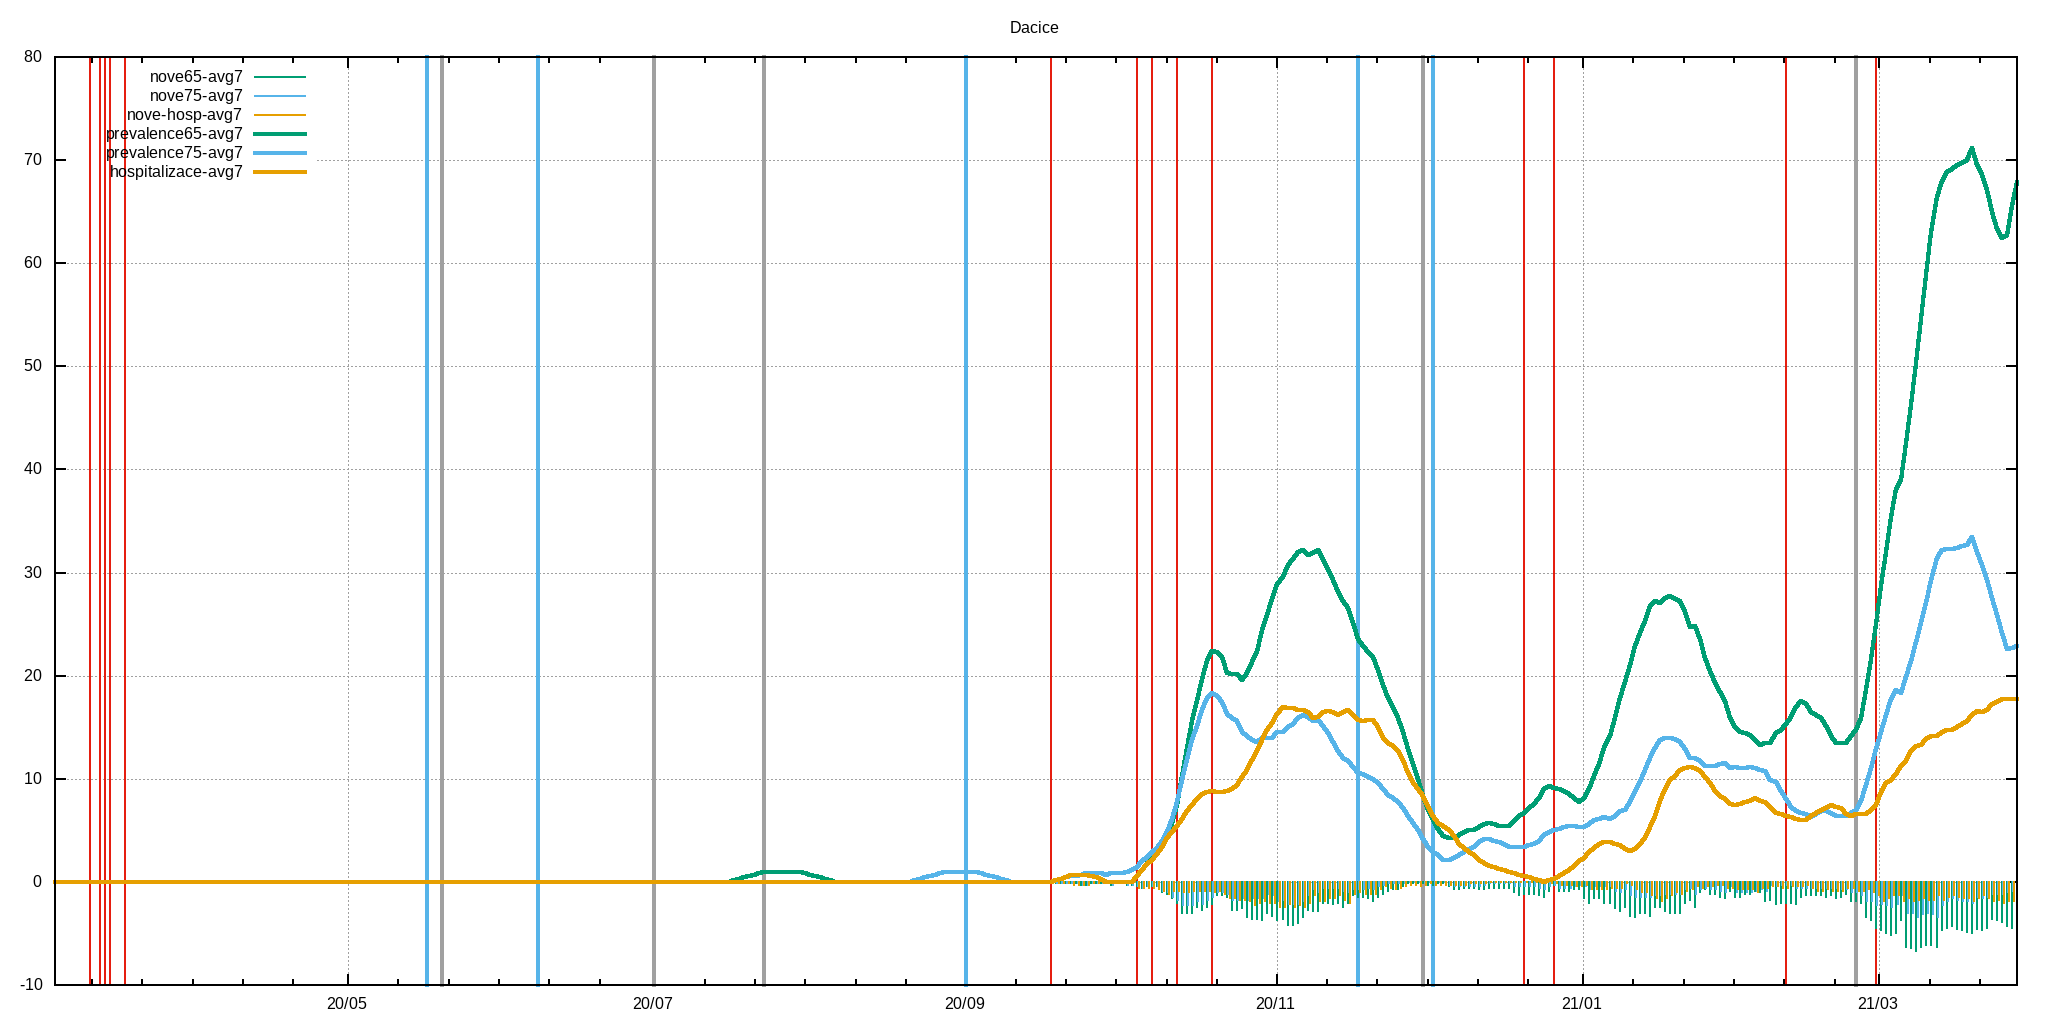 Dacice
80
70
60
50
40
30
20
10
0
-10
nove65-avg7
nove75-avg7
nove-hosp-avg7
prevalence65-avg7
prevalence75-avg7
hospitalizace-avg7
20/05
20/07
20/09
20/11
21/01
21/03